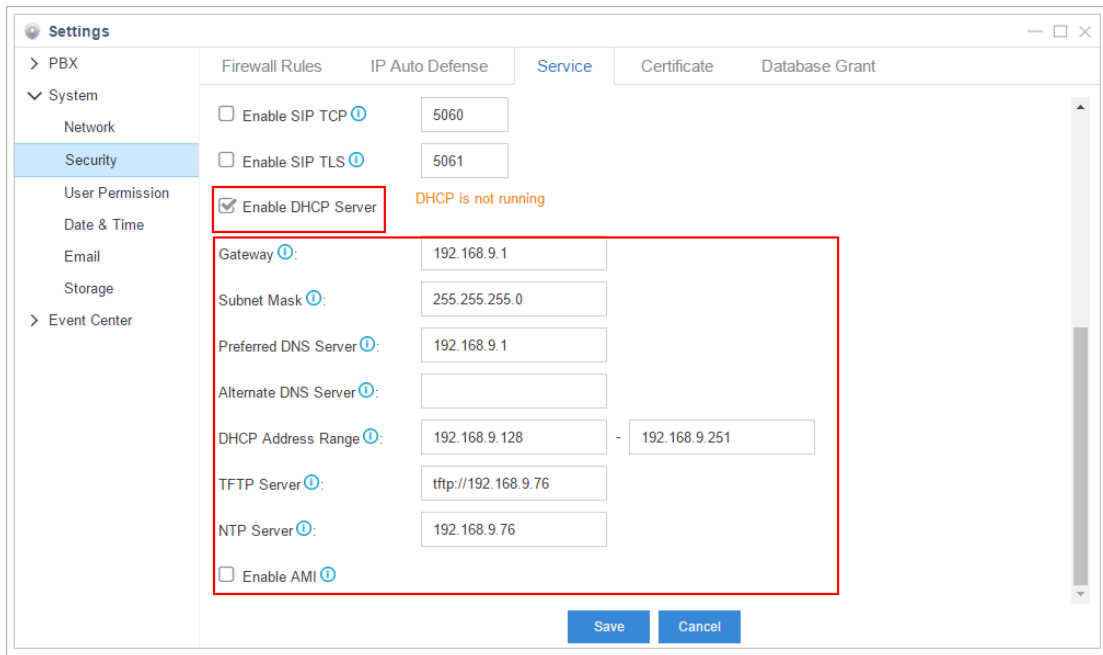 Settings
PBX
System
Network
Security
User Permission
Date & Time
Email
Storage
Event Center
Firewall Rules IP Auto Defense Service Certificate Database Grant
Enable SIP TCP 5060
Enable SIP TLS 5061
Enable DHCP Server DHCP is not running
Gateway : 192.168.9.1
Subnet Mask : 255.255.255.0
Preferred DNS Server : 192.168.9.1
Alternate DNS Server :
DHCP Address Range : 192.168.9.128 - 192.168.9.251
TFTP Server : tftp://192.168.9.76
NTP Server : 192.168.9.76
Enable AMI
Save Cancel